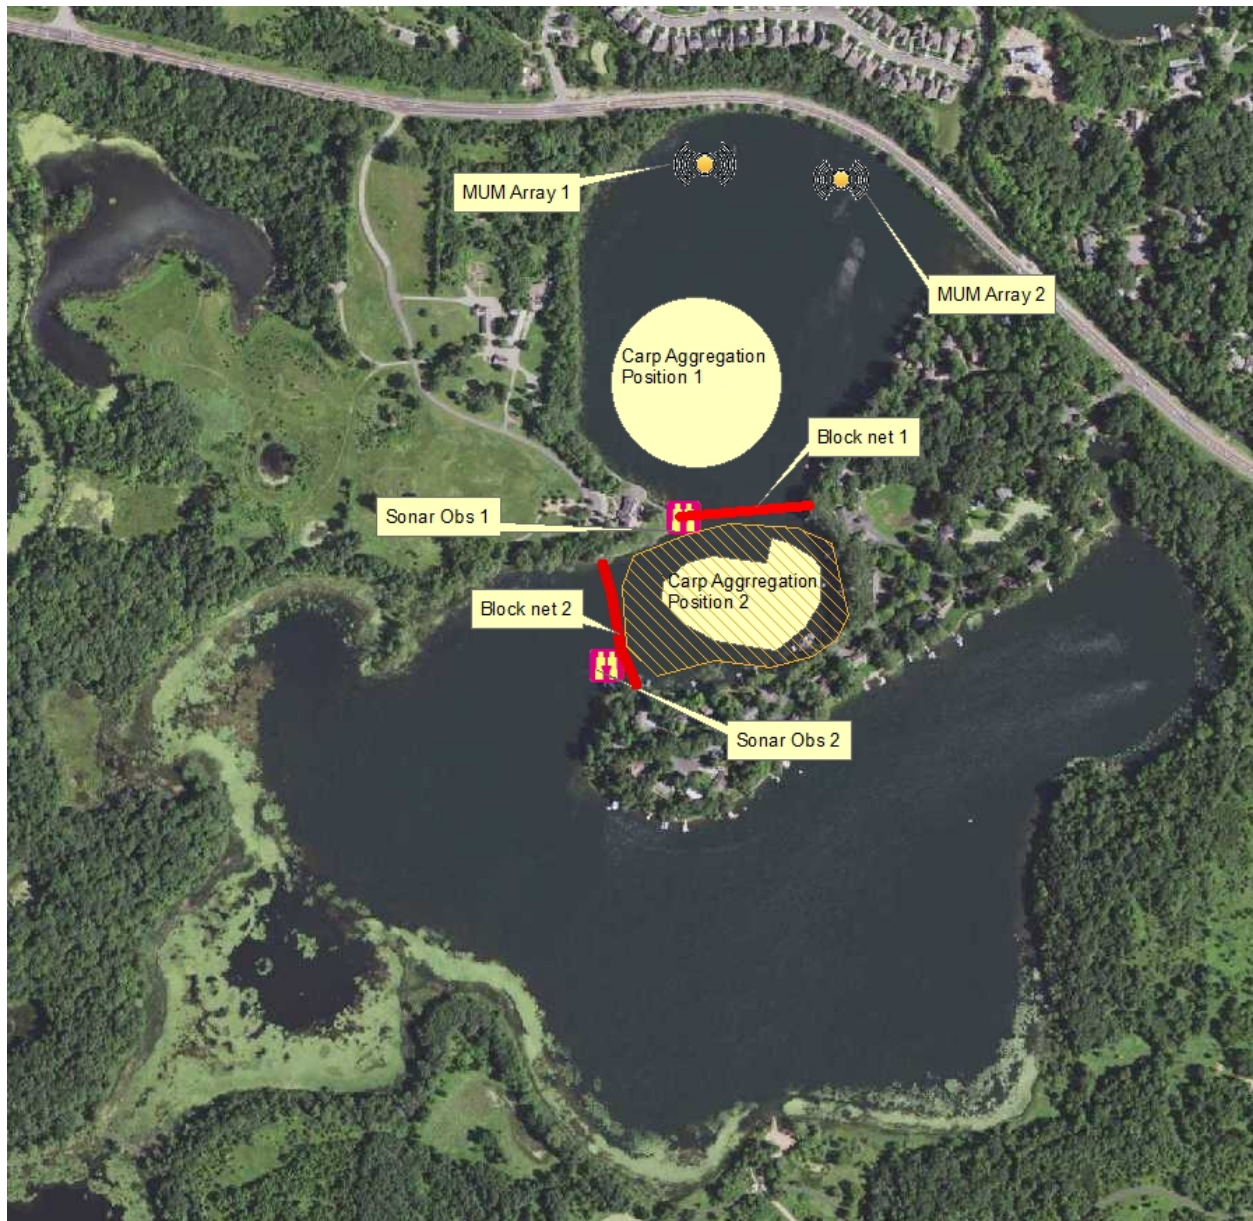 MUM Array 1
MUM Array 2
Carp Aggregation
Position 1
Block net 1
Sonar Obs 1
Carp Aggrregation
Position 2
Block net 2
Sonar Obs 2